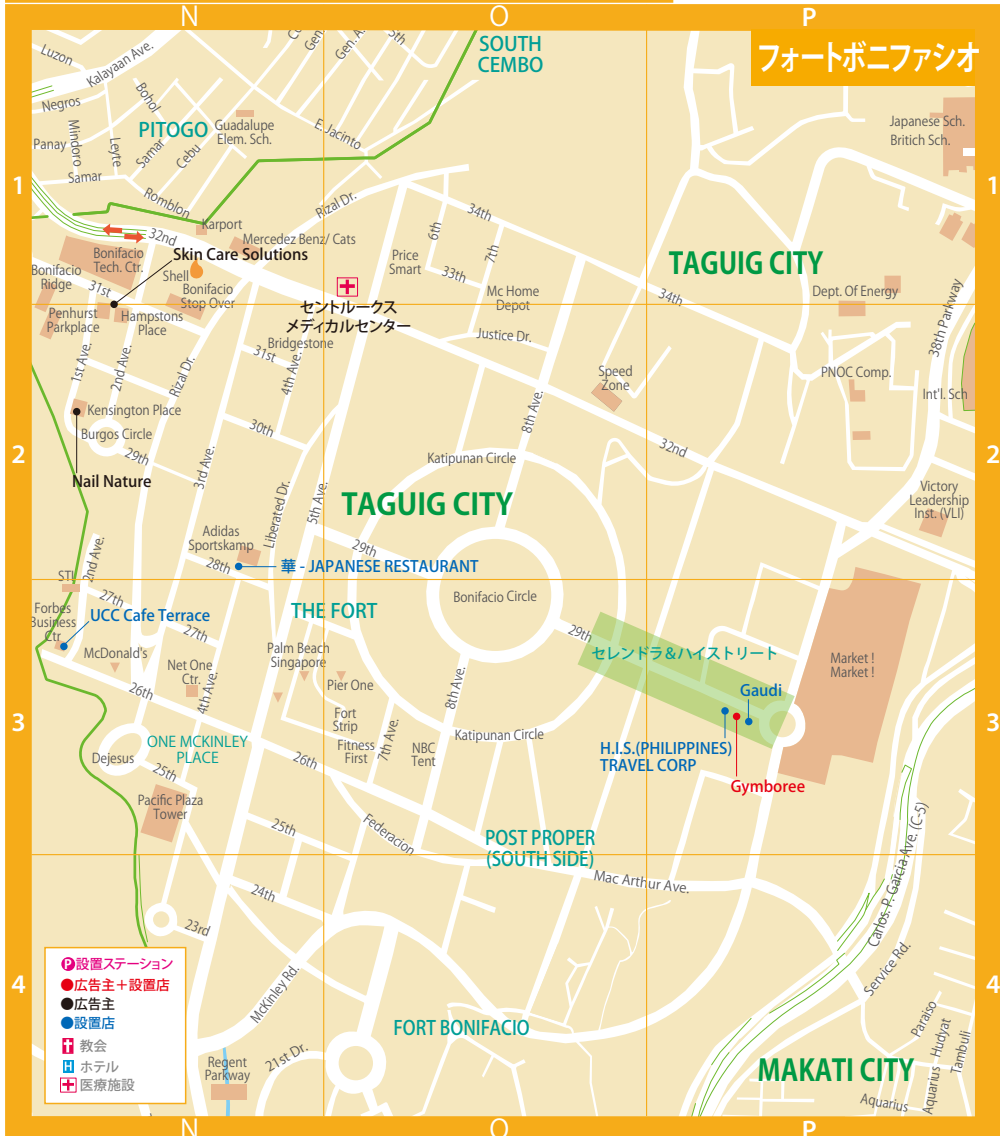 N
O
P
フォートボニファシオ
SOUTH
CEMBO
Luzon
Kalayaan Ave.
Gen. A
5th
Negros
Bohol
PITOGO
Guadalupe
Elem. Sch.
E. Jacinto
Japanese Sch.
Britich Sch.
Panay
Mindoro
Leyte
Samar
Cebu
Samar
1
1
Romblon
Rizal Dr.
34th
Karport
32nd
6th
7th
Mercedez Benz/ Cats
Bonifacio
Tech. Ctr.
Skin Care Solutions
Price
Smart
33th
TAGUIG CITY
Bonifacio
Ridge
Shell
Bonifacio
Stop Over
31st
Mc Home
Depot
34th
Dept. Of Energy
38th Parkway
セントルークス
メディカルセンター
Penhurst
Parkplace
Hampstons
Place
Bridgestone
Justice Dr.
31st
4th Ave.
1st Ave.
2nd Ave.
Rizal Dr.
Speed
Zone
PNOC Comp.
Int'l. Sch
8th Ave.
Kensington Place
Burgos Circle
30th
32nd
29th
Katipunan Circle
2
2
3rd Ave.
Nail Nature
Liberated Dr.
5th Ave.
TAGUIG CITY
Victory
Leadership
Inst. (VLI)
Adidas
Sportskamp
29th
28th
華 - JAPANESE RESTAURANT
2nd Ave.
STI
27th
Bonifacio Circle
Forbes
Business
Ctr
UCC Cafe Terrace
THE FORT
27th
29th
セレンドラ＆ハイストリート
McDonald's
Palm Beach
Singapore
Market !
Market !
Net One
Ctr.
Pier One
8th Ave.
Gaudi
26th
4th Ave.
Fort
Strip
3
3
ONE MCKINLEY
PLACE
Fitness
First
7th Ave.
NBC
Tent
Katipunan Circle
H.I.S.(PHILIPPINES)
TRAVEL CORP
Dejesus
25th
26th
Gymboree
Pacific Plaza
Tower
25th
Federacion
POST PROPER
(SOUTH SIDE)
Carlos. P. Garcia Ave. (C-5)
24th
Mac Arthur Ave.
23rd
Service Rd.
P設置ステーション
広告主＋設置店
広告主
設置店
教会
H ホテル
医療施設
4
4
McKinley Rd.
FORT BONIFACIO
Paraiso
Hudyat
Tambuli
21st Dr.
Regent
Parkway
MAKATI CITY
Aquarius
Aquarius
N
O
P